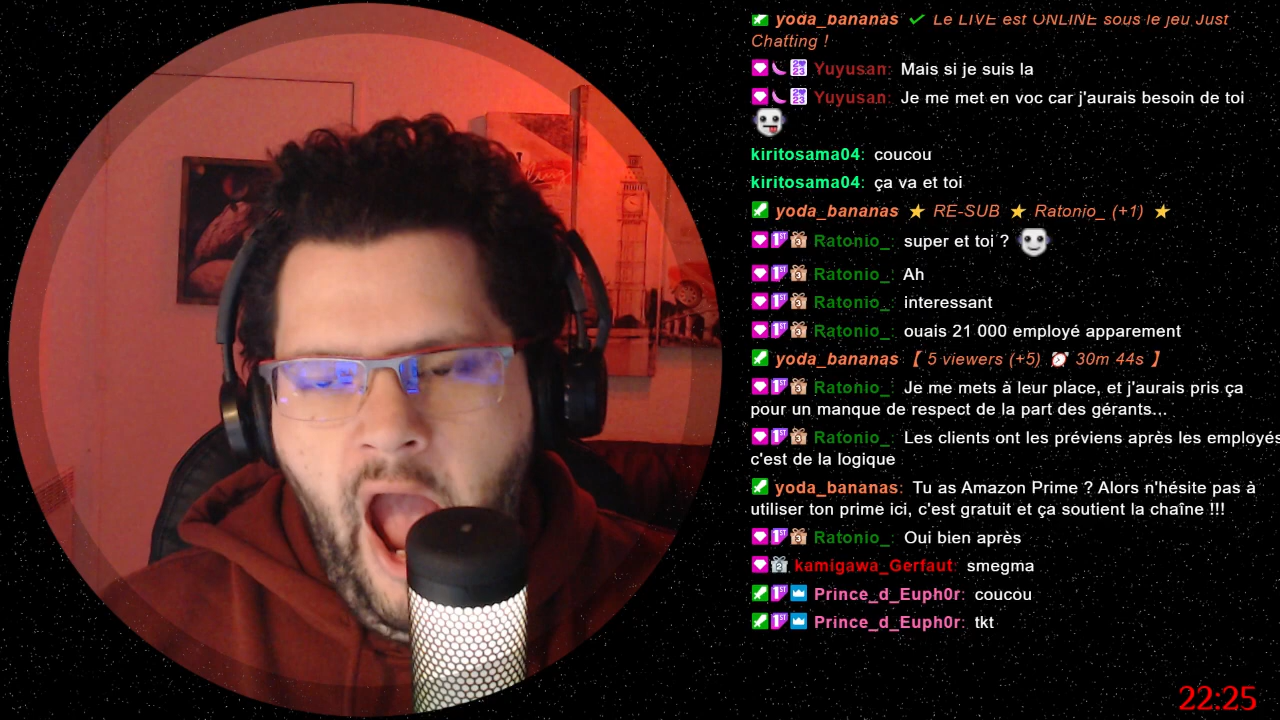 yoda_bananas ✓ Le LIVE est ONLINE sous le jeu Just
Chatting !
Yuyusan: Mais si je suis la
Yuyusan: Je me met en voc car j'aurais besoin de toi
kiritosama04: coucou
kiritosama04: ça va et toi
yoda_bananas ★ RE-SUB ★ Ratonio_ (+1) ★
Ratonio_: super et toi ?
Ratonio_: Ah
Ratonio_: interessant
Ratonio_: ouais 21 000 employé apparement
yoda_bananas 【 5 viewers (+5) ⏰ 30m 44s 】
Ratonio_: Je me mets à leur place, et j'aurais pris ça
pour un manque de respect de la part des gérants...
Ratonio_: Les clients ont les préviens après les employés
c'est de la logique
yoda_bananas: Tu as Amazon Prime ? Alors n'hésite pas à
utiliser ton prime ici, c'est gratuit et ça soutient la chaîne !!!
Ratonio_: Oui bien après
kamigawa_Gerfaut: smegma
Prince_d_Euph0r: coucou
Prince_d_Euph0r: tkt
22:25